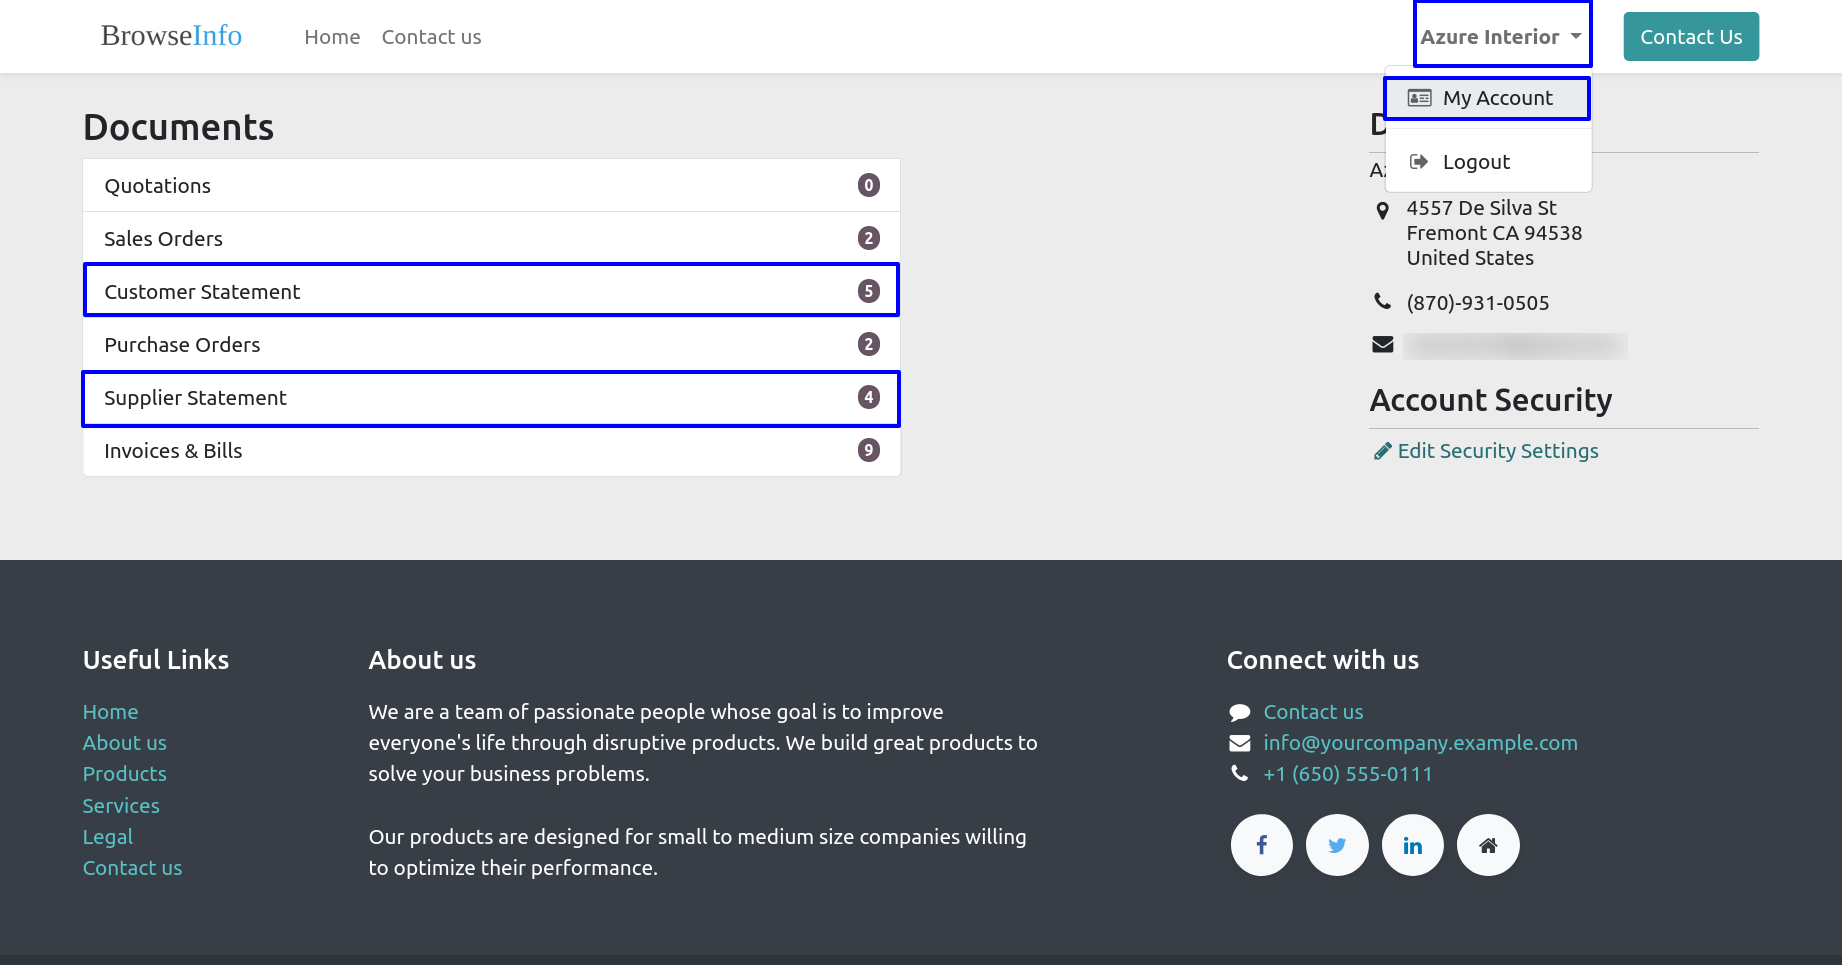 BrowseInfo
Home
Contact us
Azure Interior
Contact Us
My Account
Logout
Documents
Quotations 0
Sales Orders 2
Customer Statement 5
Purchase Orders 2
Supplier Statement 4
Invoices & Bills 9
4557 De Silva St
Fremont CA 94538
United States
(870)-931-0505
Account Security
Edit Security Settings
Useful Links
Home
About us
Products
Services
Legal
Contact us
About us
We are a team of passionate people whose goal is to improve
everyone's life through disruptive products. We build great products to
solve your business problems.
Our products are designed for small to medium size companies willing
to optimize their performance.
Connect with us
Contact us
info@yourcompany.example.com
+1 (650) 555-0111